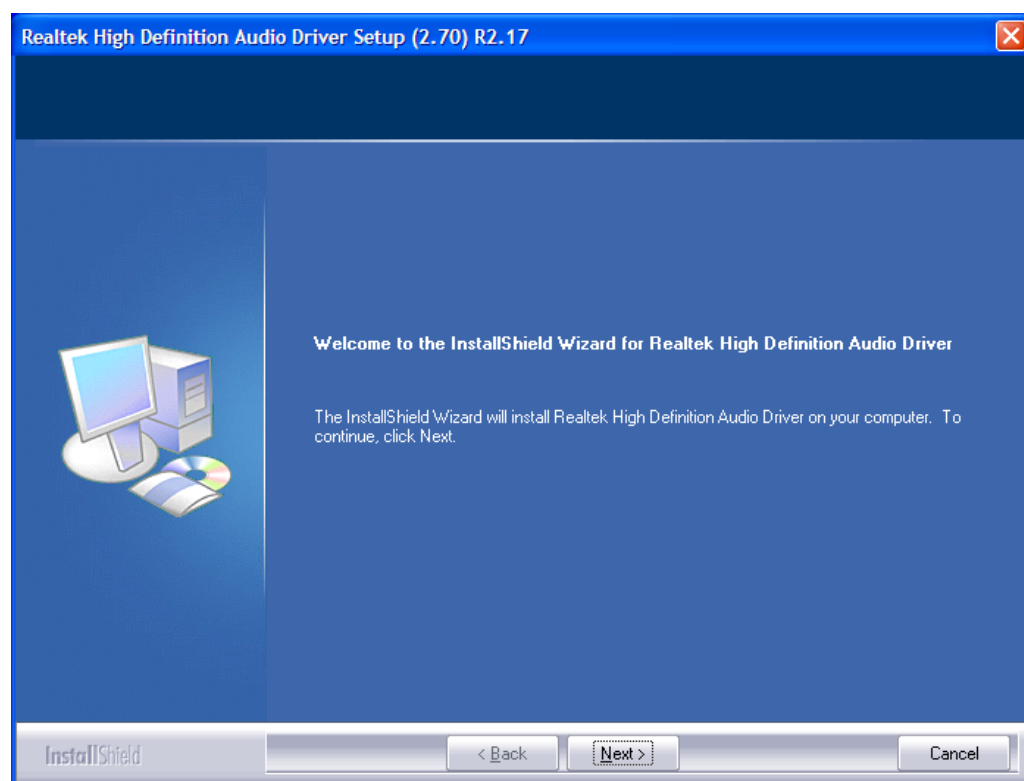 Realtek High Definition Audio Driver Setup (2.70) R2.17
Welcome to the InstallShield Wizard for Realtek High Definition Audio Driver
The InstallShield Wizard will install Realtek High Definition Audio Driver on your computer. To
continue, click Next.
InstallShield
< Back
Next >
Cancel